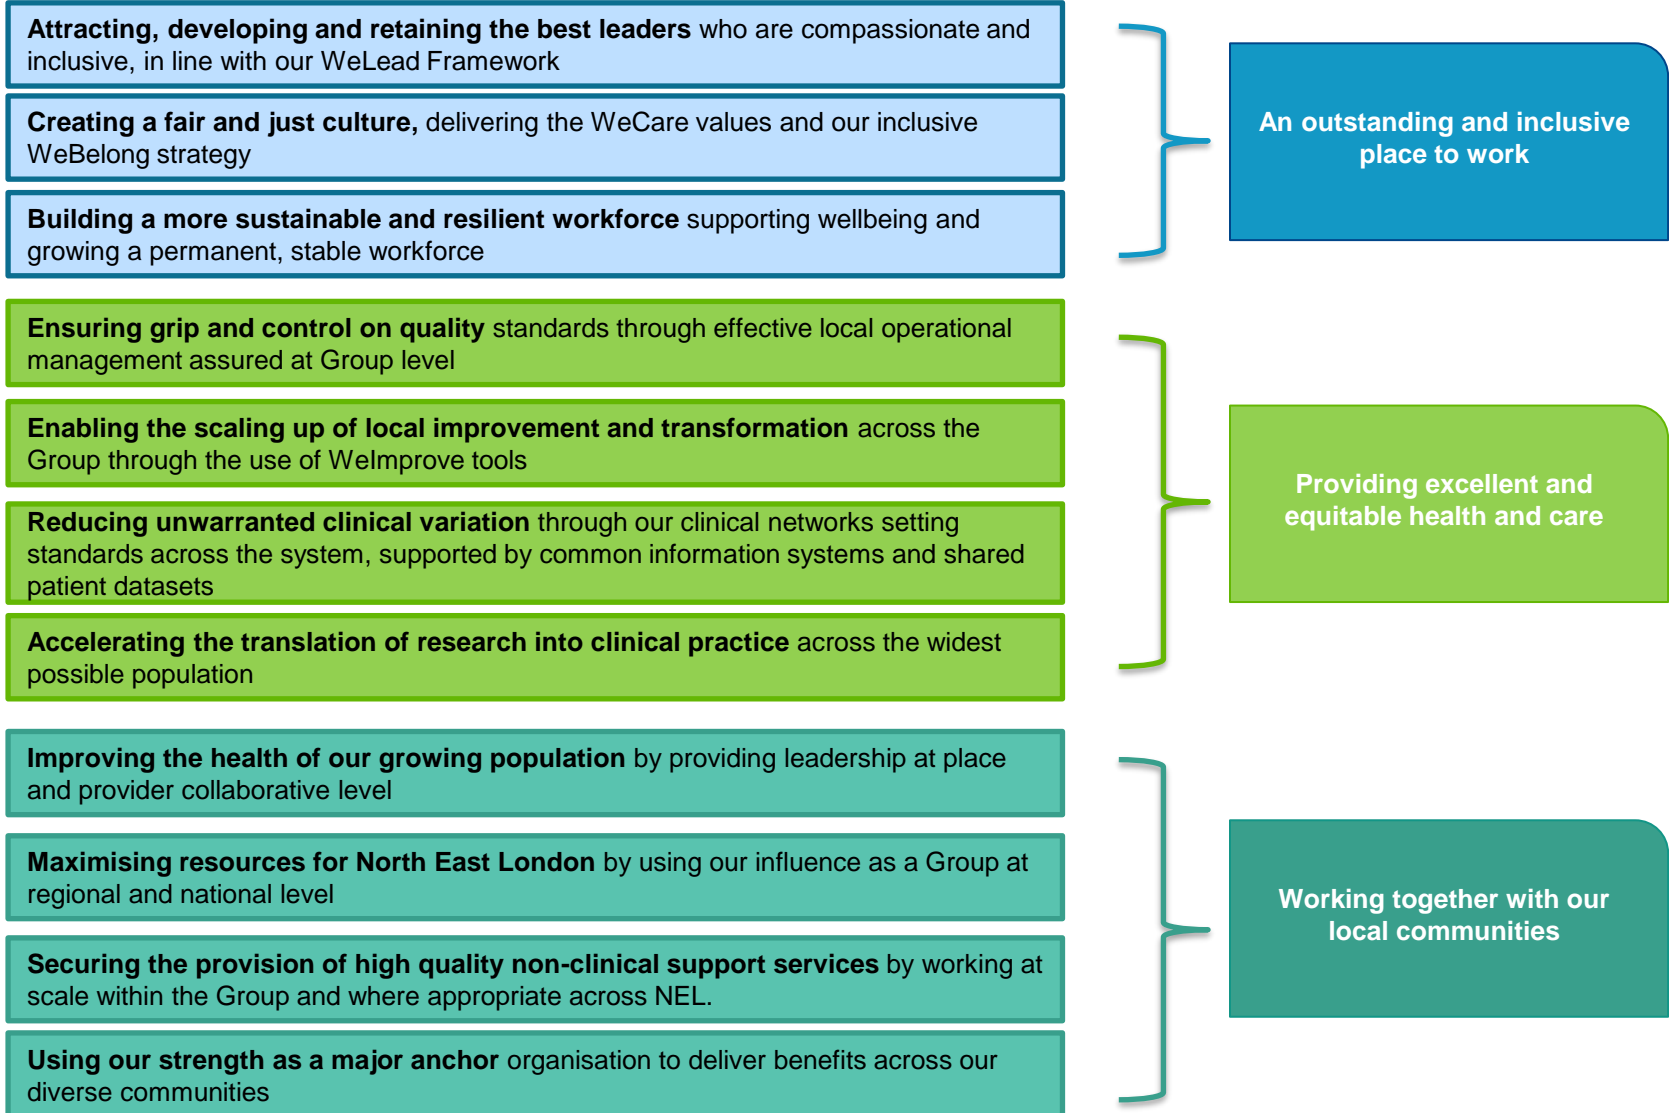 Attracting, developing and retaining the best leaders who are compassionate and
inclusive, in line with our WeLead Framework
Creating a fair and just culture, delivering the WeCare values and our inclusive
WeBelong strategy
Building a more sustainable and resilient workforce supporting wellbeing and
growing a permanent, stable workforce
An outstanding and inclusive
place to work
Ensuring grip and control on quality standards through effective local operational
management assured at Group level
Enabling the scaling up of local improvement and transformation across the
Group through the use of WeImprove tools
Reducing unwarranted clinical variation through our clinical networks setting
standards across the system, supported by common information systems and shared
patient datasets
Accelerating the translation of research into clinical practice across the widest
possible population
Providing excellent and
equitable health and care
Improving the health of our growing population by providing leadership at place
and provider collaborative level
Maximising resources for North East London by using our influence as a Group at
regional and national level
Securing the provision of high quality non-clinical support services by working at
scale within the Group and where appropriate across NEL.
Using our strength as a major anchor organisation to deliver benefits across our
diverse communities
Working together with our
local communities